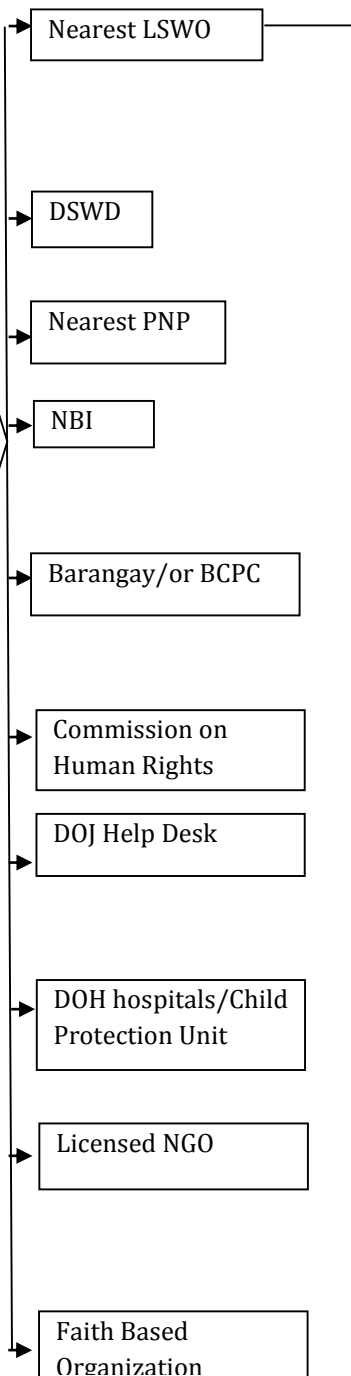 Nearest LSWO
DSWD
Nearest PNP
NBI
Barangay/or BCPC
Commission on
Human Rights
DOJ Help Desk
DOH hospitals/Child
Protection Unit
Licensed NGO
Faith Based
Organization